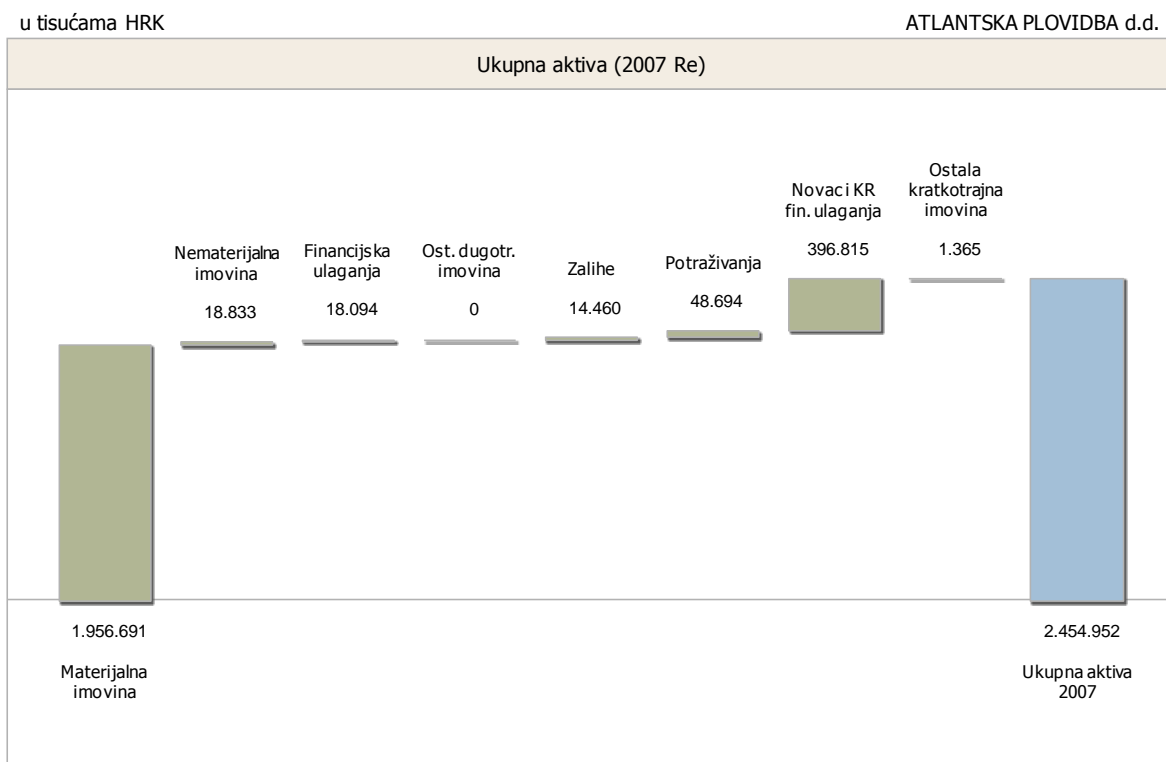 u tisućama HRK
ATLANTSKA PLOVIDBA d.d.
Ukupna aktiva (2007 Re)
Nematerijalna
imovina
18.833
Financijska
ulaganja
18.094
Ost. dugotr.
imovina
0
Zalihe
14.460
Potraživanja
48.694
Novac i KR
fin. ulaganja
396.815
Ostala
kratkotrajna
imovina
1.365
1.956.691
Materijalna
imovina
2.454.952
Ukupna aktiva
2007